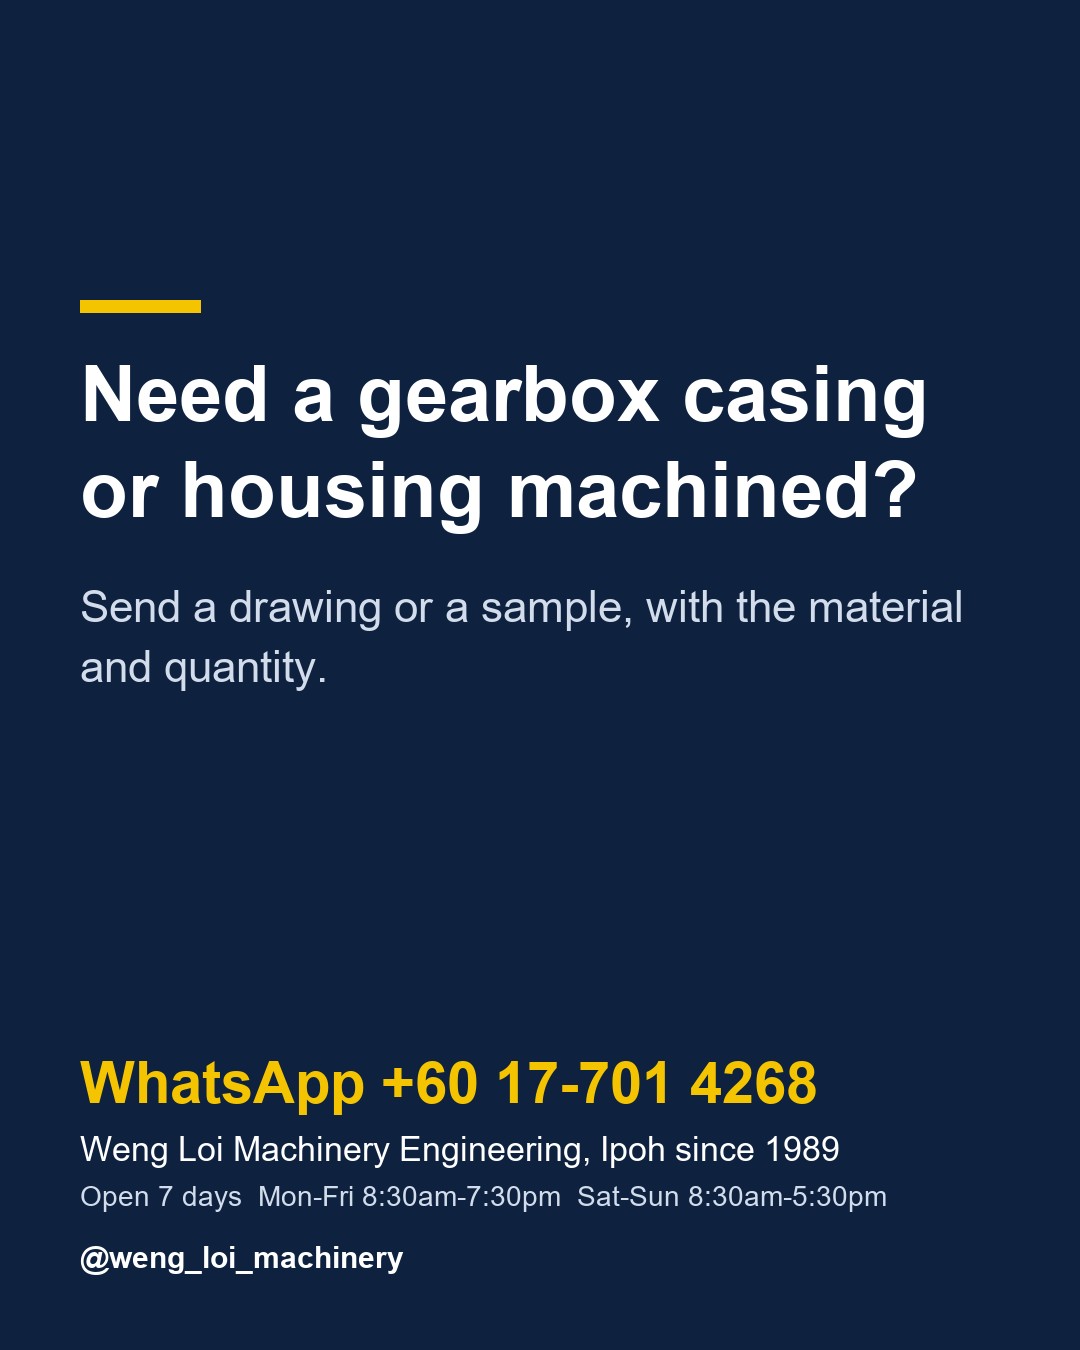 Need a gearbox casing
or housing machined?
Send a drawing or a sample, with the material
and quantity.
WhatsApp +60 17-701 4268
Weng Loi Machinery Engineering, Ipoh since 1989
Open 7 days  Mon-Fri 8:30am-7:30pm  Sat-Sun 8:30am-5:30pm
@weng_loi_machinery